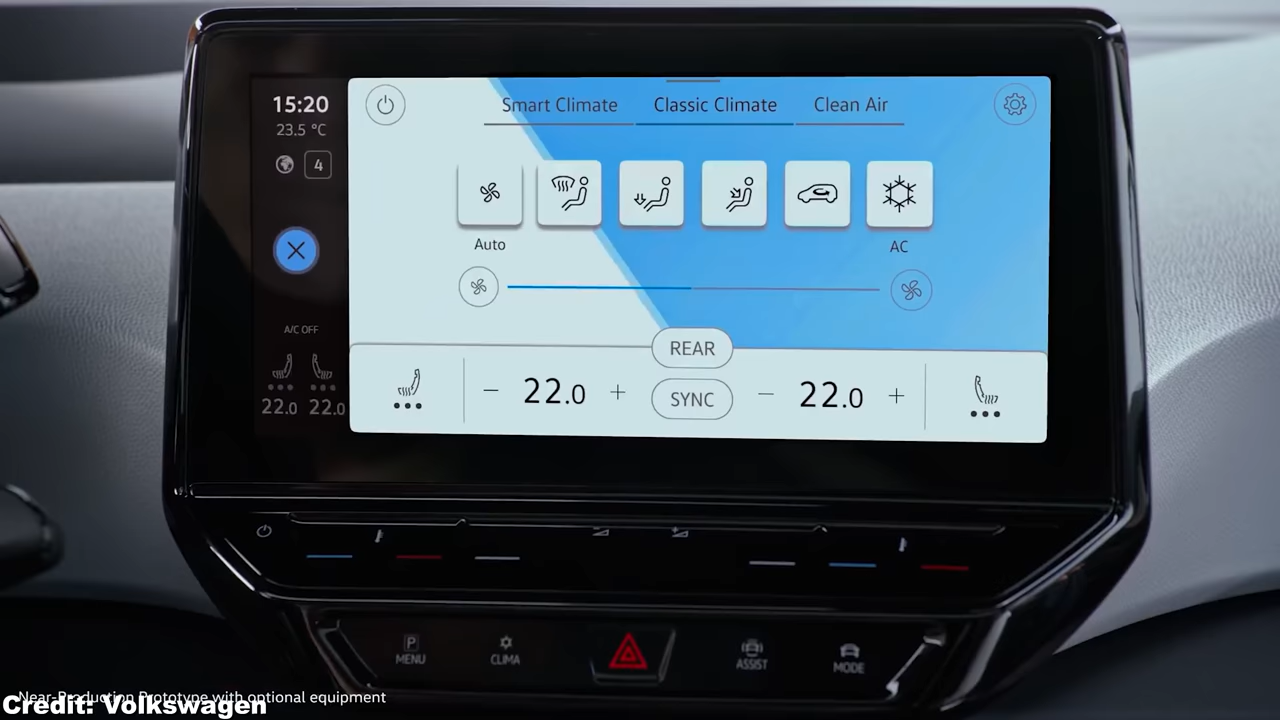 15:20
23.5 °C
4
Smart Climate Classic Climate Clean Air
Auto
AC
A/C OFF
22.0 22.0
REAR
− 22.0 +
SYNC
− 22.0 +
P
MENU
CLIMA
ASSIST
MODE
Near-Production Prototype with optional equipment
Credit: Volkswagen